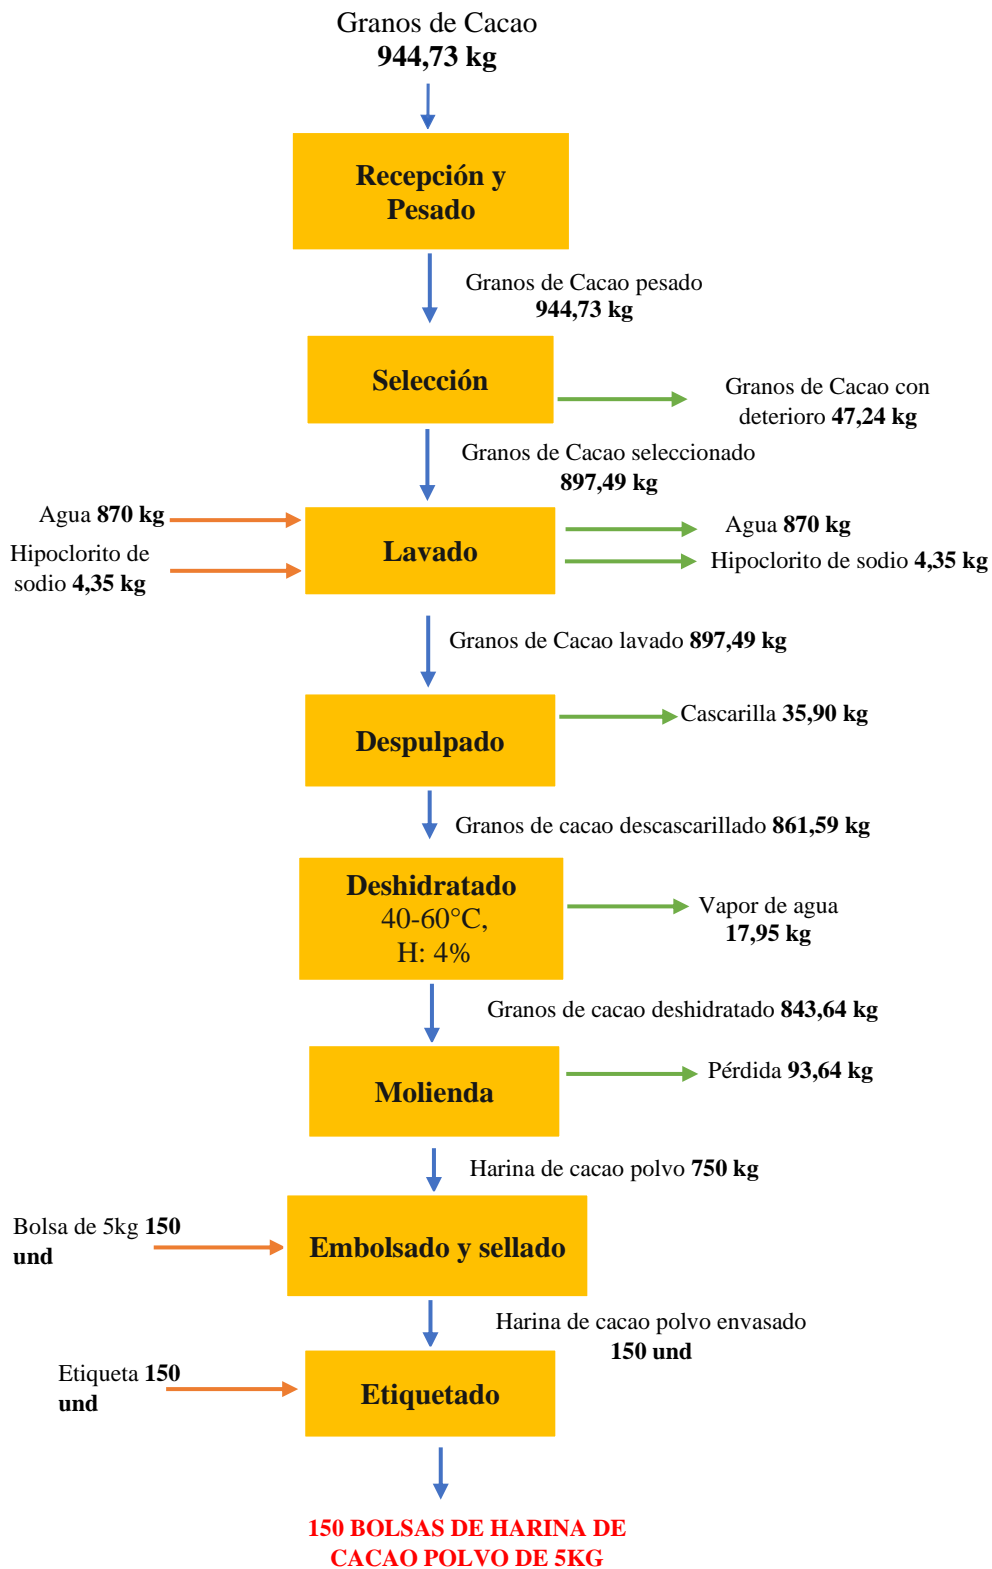 Granos de Cacao
944,73 kg
Recepción y
Pesado
Granos de Cacao pesado
944,73 kg
Selección
Granos de Cacao con
deterioro 47,24 kg
Granos de Cacao seleccionado
897,49 kg
Agua 870 kg
Hipoclorito de
sodio 4,35 kg
Lavado
Agua 870 kg
Hipoclorito de sodio 4,35 kg
Granos de Cacao lavado 897,49 kg
Despulpado
Cascarilla 35,90 kg
Granos de cacao descascarillado 861,59 kg
Deshidratado
40-60°C,
H: 4%
Vapor de agua
17,95 kg
Granos de cacao deshidratado 843,64 kg
Molienda
Pérdida 93,64 kg
Harina de cacao polvo 750 kg
Bolsa de 5kg 150
und
Embolsado y sellado
Harina de cacao polvo envasado
150 und
Etiqueta 150
und
Etiquetado
150 BOLSAS DE HARINA DE
CACAO POLVO DE 5KG